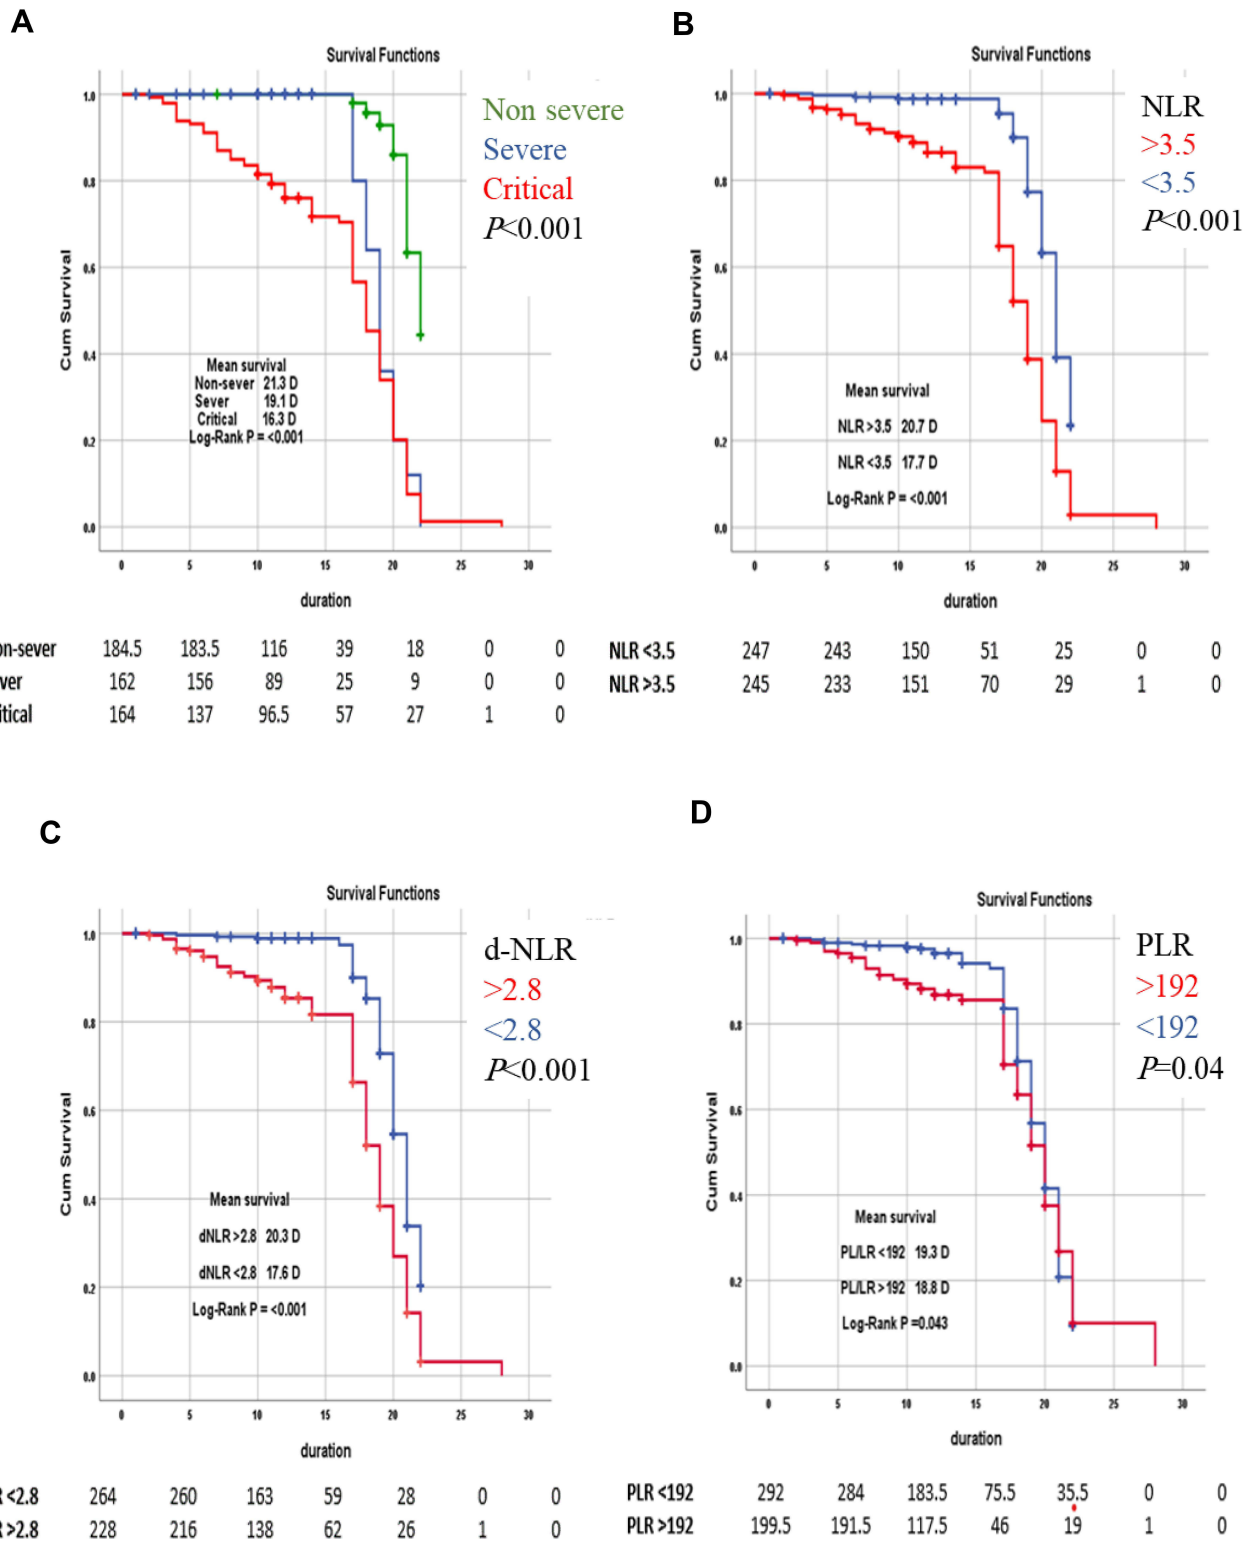 A
Survival Functions
1.0
0.8
0.6
0.4
0.2
0.0
Cum Survival
Non severe
Severe
Critical
P<0.001
Mean survival
Non-sever 21.3 D
Sever 19.1 D
Critical 16.3 D
Log-Rank P = <0.001
0 5 10 15 20 25 30
duration
on-sever 184.5 183.5 116 39 18 0 0
ver 162 156 89 25 9 0 0
itical 164 137 96.5 57 27 1 0
B
Survival Functions
1.0
0.8
0.6
0.4
0.2
0.0
Cum Survival
NLR
>3.5
<3.5
P<0.001
Mean survival
NLR >3.5 20.7 D
NLR <3.5 17.7 D
Log-Rank P = <0.001
0 5 10 15 20 25 30
duration
NLR <3.5 247 243 150 51 25 0 0
NLR >3.5 245 233 151 70 29 1 0
C
Survival Functions
1.0
0.8
0.6
0.4
0.2
0.0
Cum Survival
d-NLR
>2.8
<2.8
P<0.001
Mean survival
dNLR >2.8 20.3 D
dNLR <2.8 17.6 D
Log-Rank P = <0.001
0 5 10 15 20 25 30
duration
R <2.8 264 260 163 59 28 0 0
R >2.8 228 216 138 62 26 1 0
D
Survival Functions
1.0
0.8
0.6
0.4
0.2
0.0
Cum Survival
PLR
>192
<192
P=0.04
Mean survival
PL/LR <192 19.3 D
PL/LR >192 18.8 D
Log-Rank P =0.043
0 5 10 15 20 25 30
duration
PLR <192 292 284 183.5 75.5 35.5 0 0
PLR >192 199.5 191.5 117.5 46 19 1 0